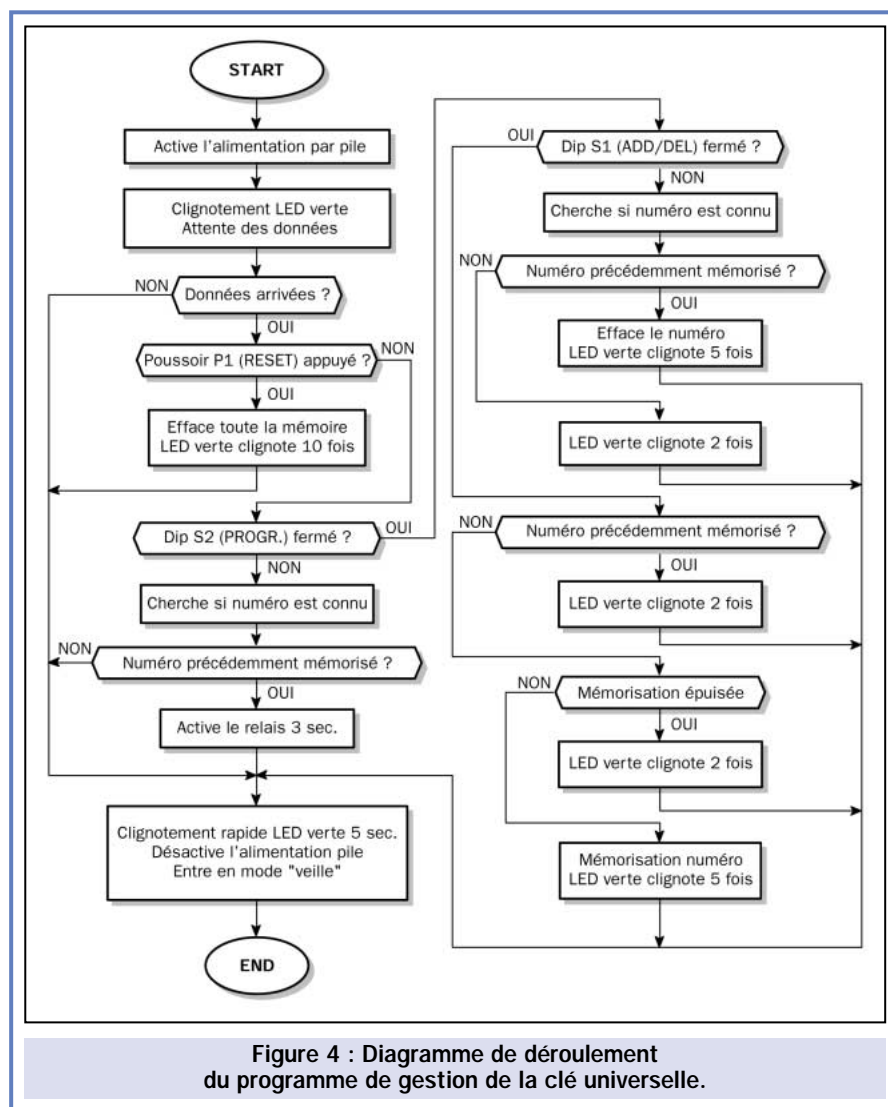 START
Active l'alimentation par pile
Clignotement LED verte
Attente des données
NON
Données arrivées ?
OUI
Poussoir P1 (RESET) appuyé ?
NON
OUI
Efface toute la mémoire
LED verte clignote 10 fois
Dip S2 (PROGR.) fermé ?
OUI
NON
Cherche si numéro est connu
NON
Numéro précédemment mémorisé ?
OUI
Active le relais 3 sec.
Clignotement rapide LED verte 5 sec.
Désactive l'alimentation pile
Entre en mode "veille"
END
OUI
Dip S1 (ADD/DEL) fermé ?
NON
Cherche si numéro est connu
NON
Numéro précédemment mémorisé ?
OUI
Efface le numéro
LED verte clignote 5 fois
LED verte clignote 2 fois
NON
Numéro précédemment mémorisé ?
OUI
LED verte clignote 2 fois
NON
Mémorisation épuisée
OUI
LED verte clignote 2 fois
Mémorisation numéro
LED verte clignote 5 fois
Figure 4 : Diagramme de déroulement
du programme de gestion de la clé universelle.